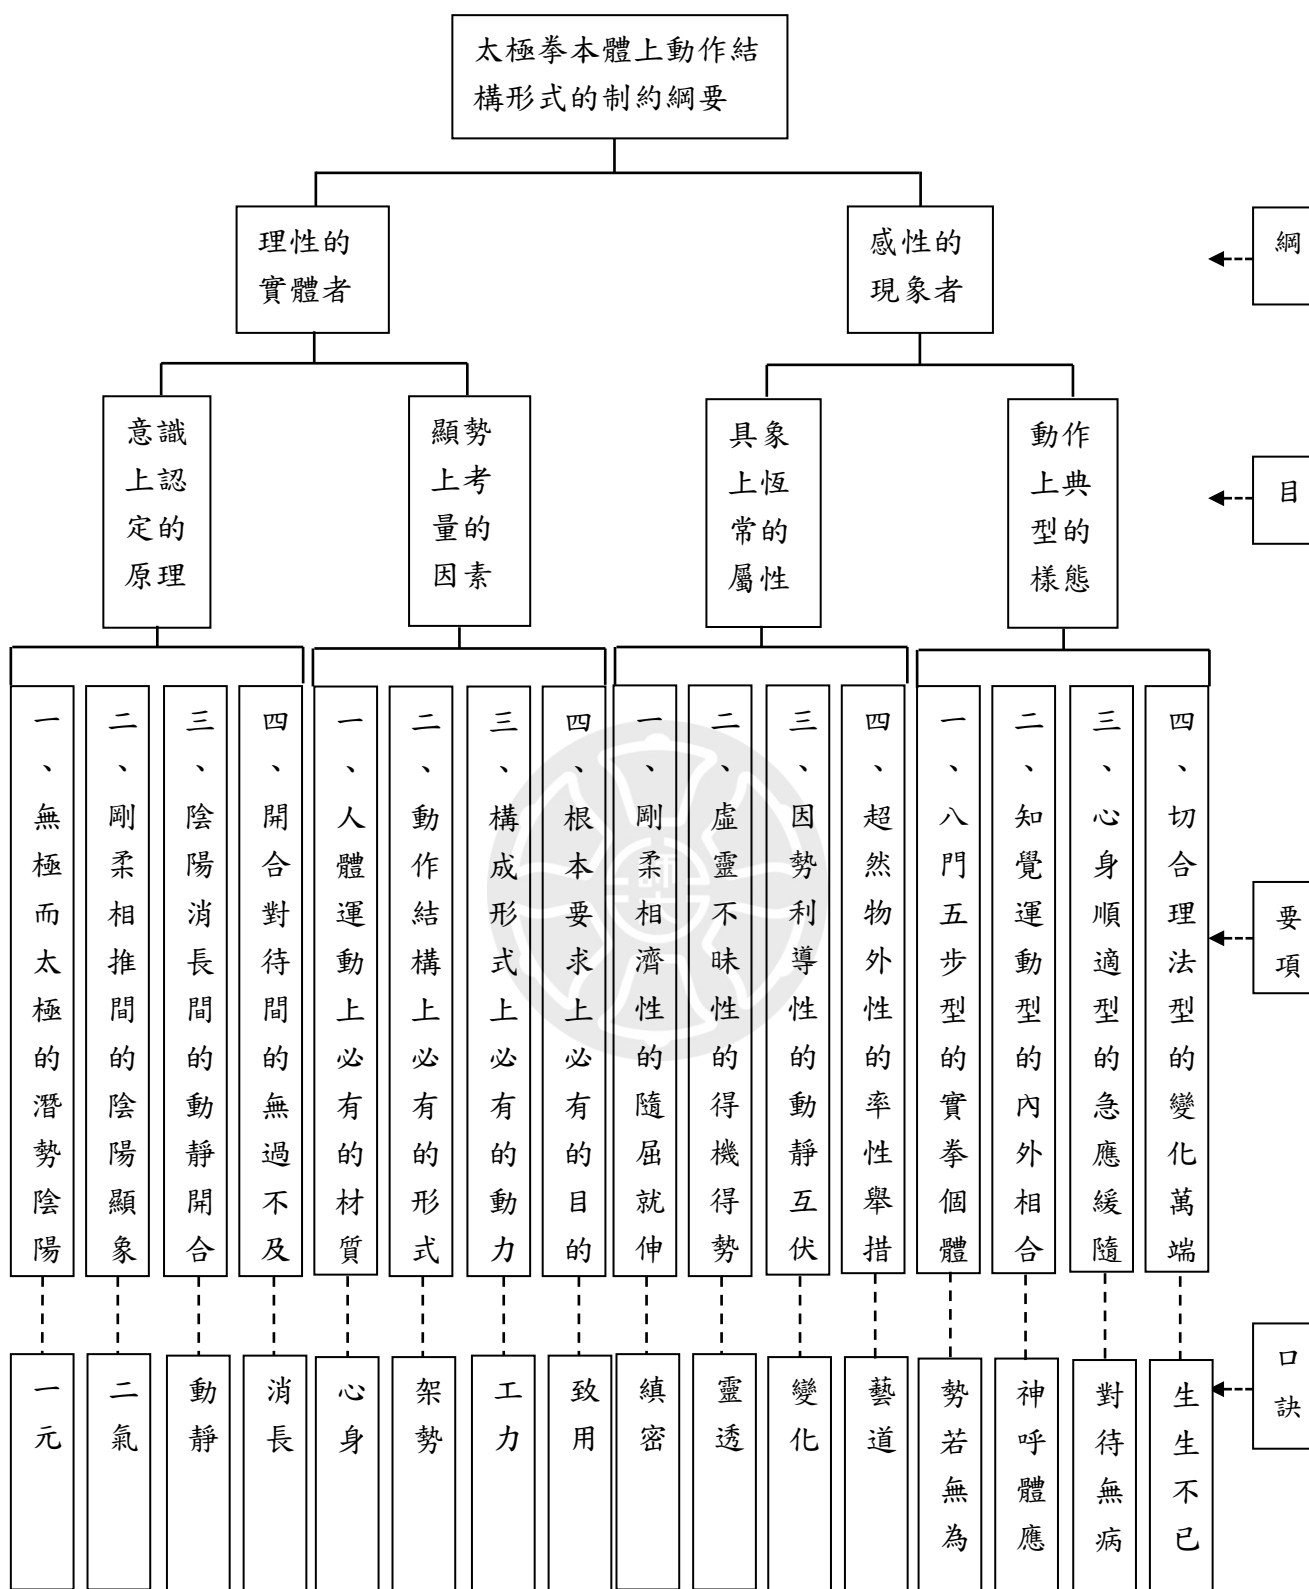 太極拳本體上動作結
構形式的制約綱要
理性的
實體者
感性的
現象者
綱
意識
上認
定的
原理
顯勢
上考
量的
因素
具象
上恆
常的
屬性
動作
上典
型的
樣態
目
一、無極而太極的潛勢陰陽
二、剛柔相推間的陰陽顯象
三、陰陽消長間的動靜開合
四、開合對待間的無過不及
一、人體運動上必有的材質
二、動作結構上必有的形式
三、構成形式上必有的動力
四、根本要求上必有的目的
一、剛柔相濟性的隨屈就伸
二、虛靈不昧性的得機得勢
三、因勢利導性的動靜互伏
四、超然物外性的率性舉措
一、八門五步型的實拳個體
二、知覺運動型的內外相合
三、心身順適型的急應緩隨
四、切合理法型的變化萬端
要項
一元
二氣
動靜
消長
心身
架勢
工力
致用
縝密
靈透
變化
藝道
勢若無為
神呼體應
對待無病
生生不已
口訣